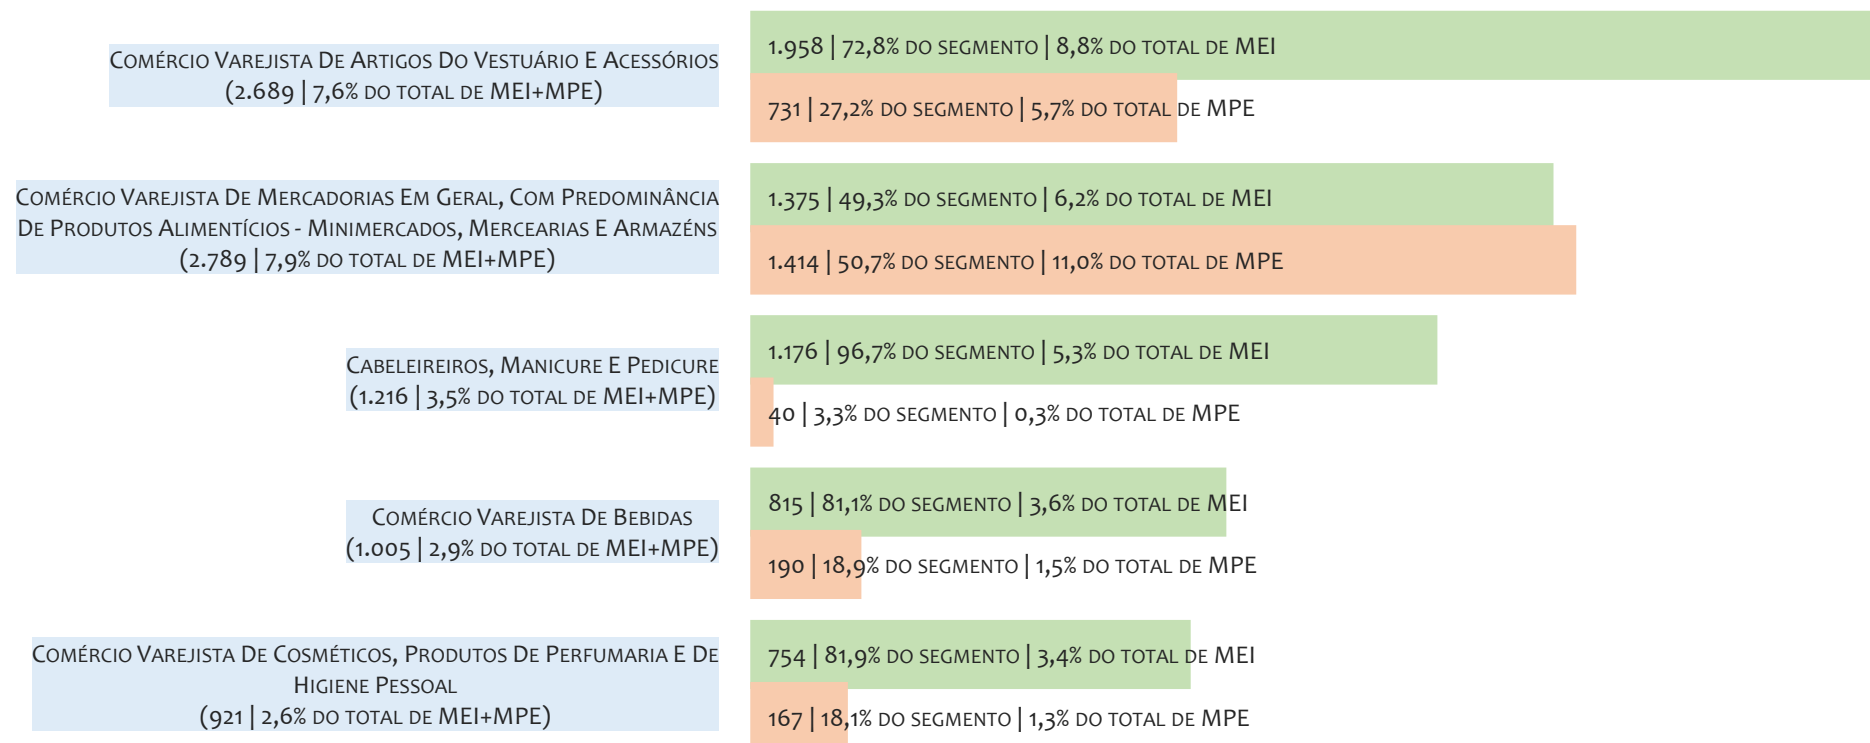 Comércio Varejista De Artigos Do Vestuário E Acessórios
(2.689 | 7,6% do total de MEI+MPE)
1.958 | 72,8% do segmento | 8,8% do total de MEI
731 | 27,2% do segmento | 5,7% do total de MPE
Comércio Varejista De Mercadorias Em Geral, Com Predominância
De Produtos Alimentícios - Minimercados, Mercearias E Armazéns
(2.789 | 7,9% do total de MEI+MPE)
1.375 | 49,3% do segmento | 6,2% do total de MEI
1.414 | 50,7% do segmento | 11,0% do total de MPE
Cabeleireiros, Manicure E Pedicure
(1.216 | 3,5% do total de MEI+MPE)
1.176 | 96,7% do segmento | 5,3% do total de MEI
40 | 3,3% do segmento | 0,3% do total de MPE
Comércio Varejista De Bebidas
(1.005 | 2,9% do total de MEI+MPE)
815 | 81,1% do segmento | 3,6% do total de MEI
190 | 18,9% do segmento | 1,5% do total de MPE
Comércio Varejista De Cosméticos, Produtos De Perfumaria E De
Higiene Pessoal
(921 | 2,6% do total de MEI+MPE)
754 | 81,9% do segmento | 3,4% do total de MEI
167 | 18,1% do segmento | 1,3% do total de MPE